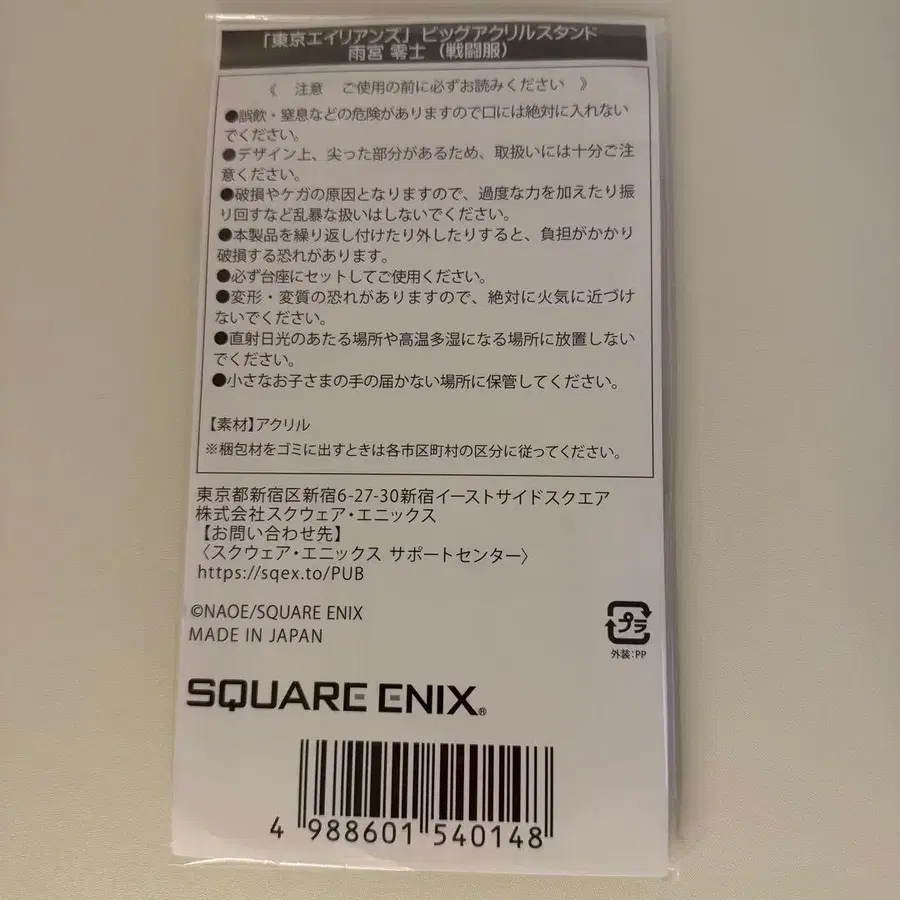 「東京エイリアンズ」ビッグアクリルスタンド
雨宮 零士（戦闘服）
《 注意 ご使用の前に必ずお読みください 》
●誤飲・窒息などの危険がありますので口には絶対に入れない
でください。
●デザイン上、尖った部分があるため、取扱いには十分ご注
意ください。
●破損やケガの原因となりますので、過度な力を加えたり振
り回すなど乱暴な扱いはしないでください。
●本製品を繰り返し付けたり外したりすると、負担がかかり
破損する恐れがあります。
●必ず台座にセットしてご使用ください。
●変形・変質の恐れがありますので、絶対に火気に近づけ
ないでください。
●直射日光のあたる場所や高温多湿になる場所に放置しない
でください。
●小さなお子さまの手の届かない場所に保管してください。
【素材】アクリル
※梱包材をゴミに出すときは各市区町村の区分に従ってください。
東京都新宿区新宿6-27-30新宿イーストサイドスクエア
株式会社スクウェア・エニックス
【お問い合わせ先】
〈スクウェア・エニックス サポートセンター〉
https://sqex.to/PUB
©NAOE/SQUARE ENIX
MADE IN JAPAN
プラ
外装:PP
SQUARE ENIX®
4 988601 540148